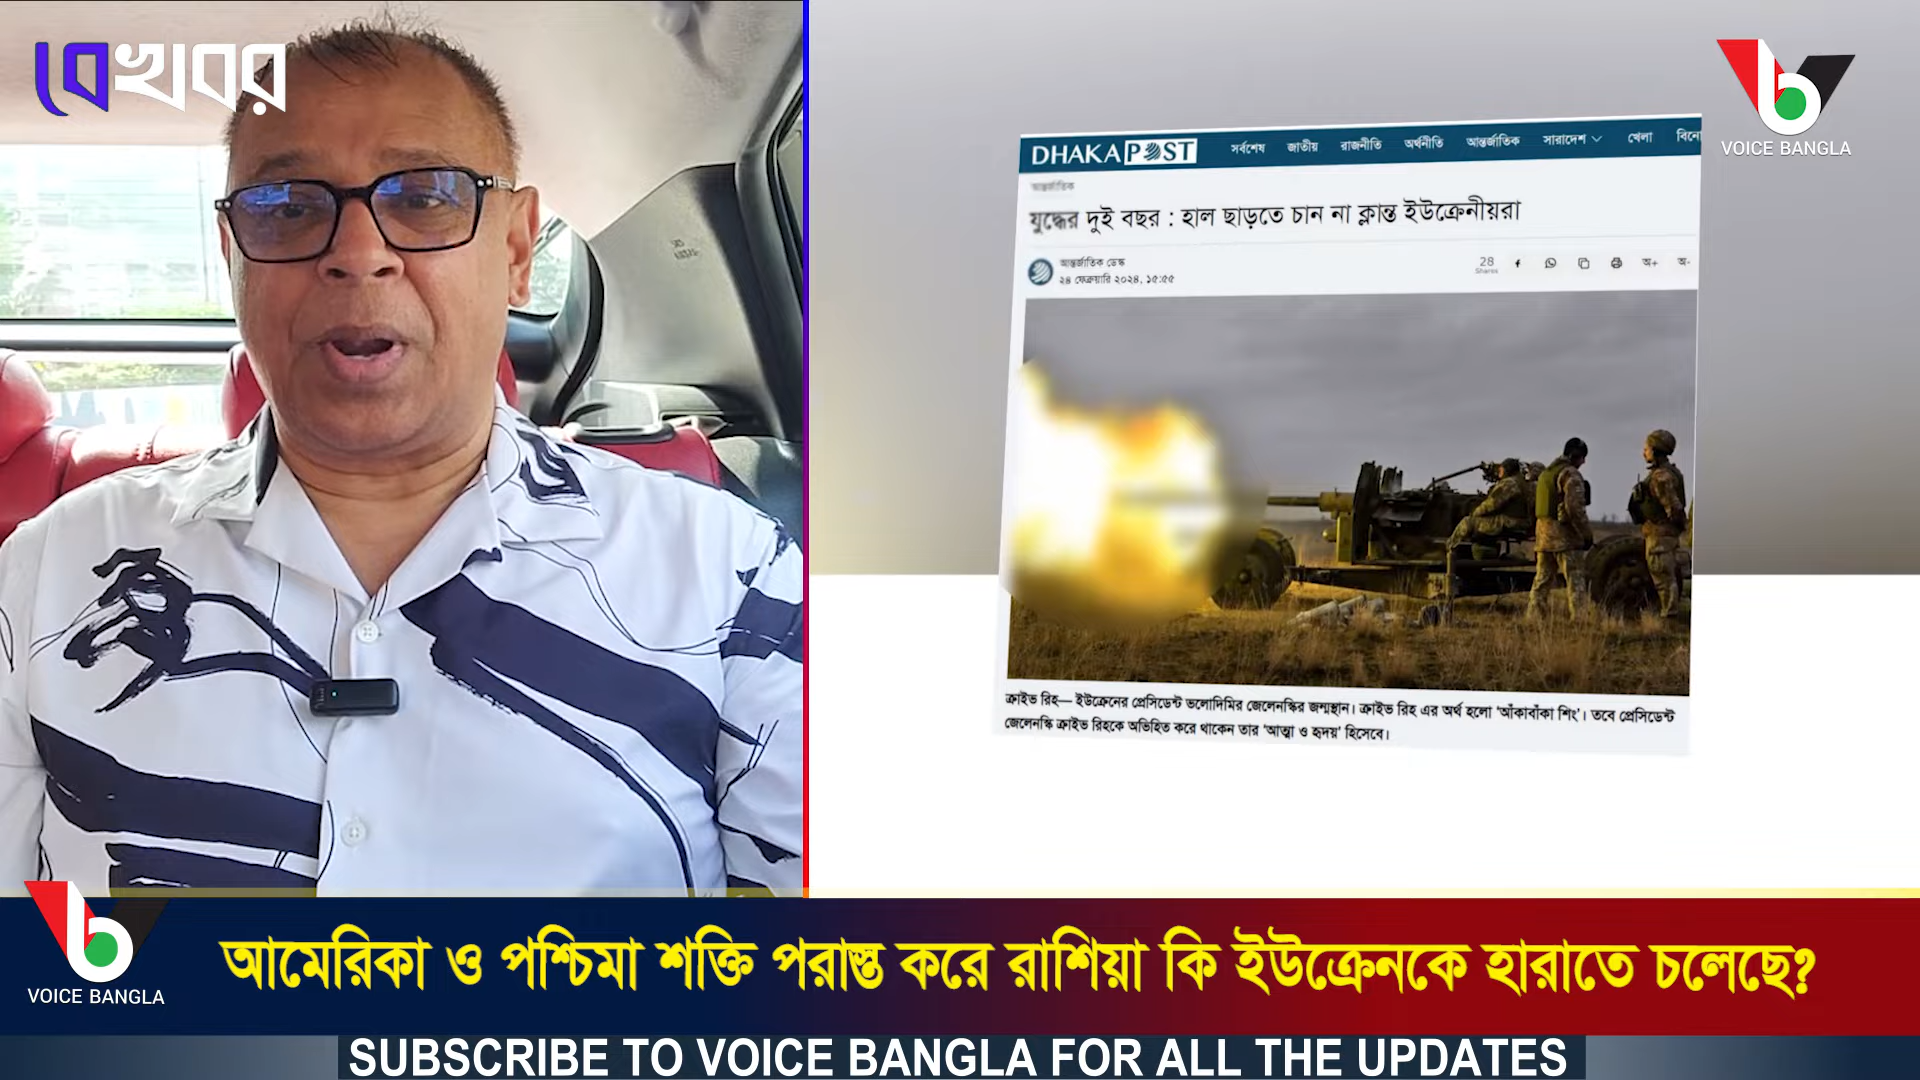 বেখবর
VOICE BANGLA
DHAKA POST
সর্বশেষ জাতীয় রাজনীতি অর্থনীতি আন্তর্জাতিক সারাদেশ খেলা বিনো
আন্তর্জাতিক
যুদ্ধের দুই বছর : হাল ছাড়তে চান না ক্লান্ত ইউক্রেনীয়রা
আন্তর্জাতিক ডেস্ক
২৪ ফেব্রুয়ারি ২০২৪, ১৫:৫৫
28
Shares
অ+ অ-
ক্রাইভ রিহ— ইউক্রেনের প্রেসিডেন্ট ভলোদিমির জেলেনস্কির জন্মস্থান। ক্রাইভ রিহ এর অর্থ হলো ‘আঁকাবাঁকা শিং’। তবে প্রেসিডেন্ট
জেলেনস্কি ক্রাইভ রিহকে অভিহিত করে থাকেন তার ‘আত্মা ও হৃদয়’ হিসেবে।
VOICE BANGLA
আমেরিকা ও পশ্চিমা শক্তি পরাস্ত করে রাশিয়া কি ইউক্রেনকে হারাতে চলেছে?
SUBSCRIBE TO VOICE BANGLA FOR ALL THE UPDATES